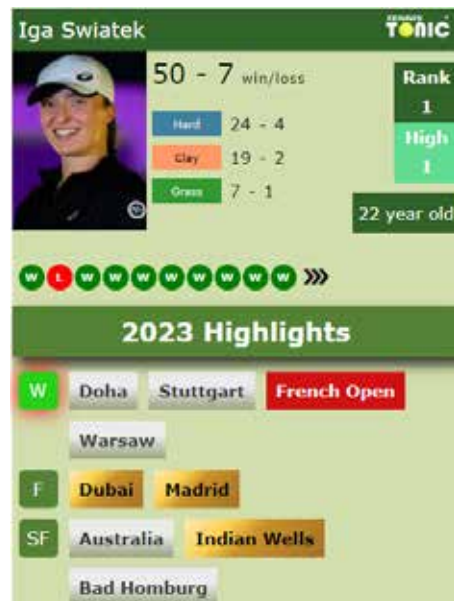 Iga Swiatek
TENNIS TONIC
50 - 7 win/loss
Rank
1
Hard 24 - 4
High
1
Clay 19 - 2
Grass 7 - 1
22 year old
W L W W W W W W W W
2023 Highlights
W Doha Stuttgart French Open
Warsaw
F Dubai Madrid
SF Australia Indian Wells
Bad Homburg